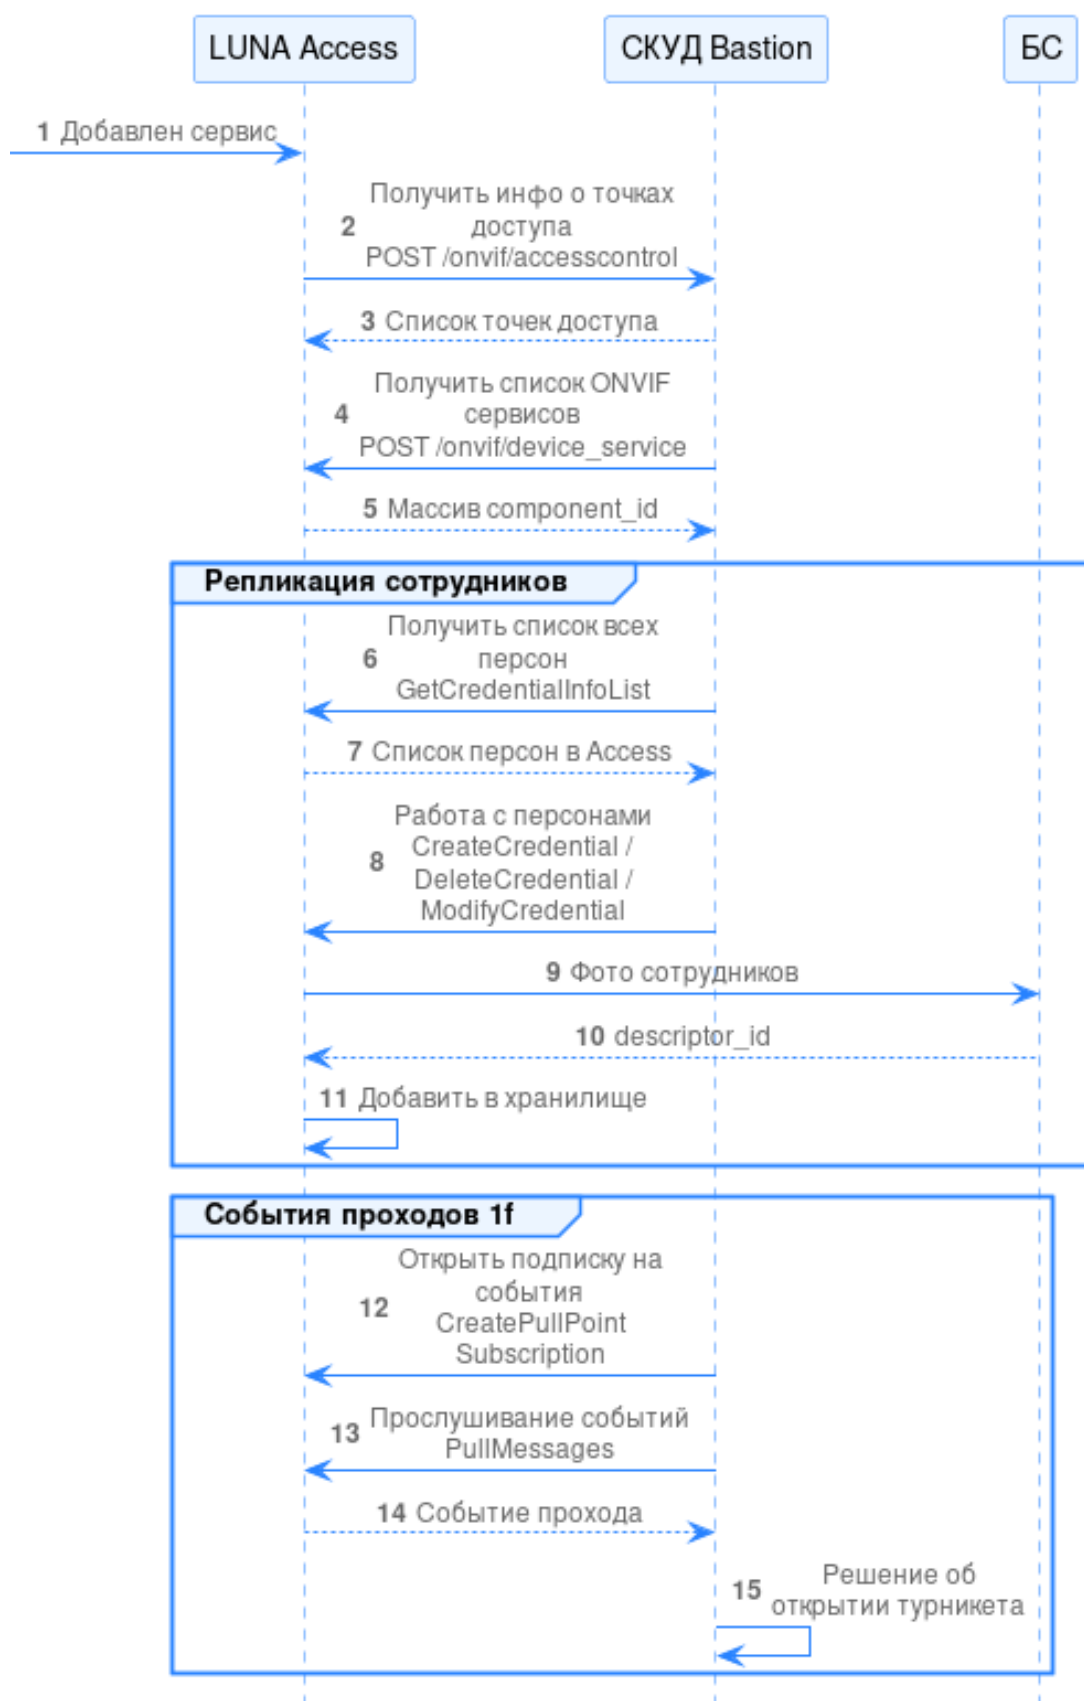 LUNA Access
СКУД Bastion
БС
1 Добавлен сервис
Получить инфо о точках
2 доступа
POST /onvif/accesscontrol
3 Список точек доступа
Получить список ONVIF
4 сервисов
POST /onvif/device_service
5 Массив component_id
Репликация сотрудников
Получить список всех
6 персон
GetCredentialInfoList
7 Список персон в Access
Работа с персонами
CreateCredential /
8
DeleteCredential /
ModifyCredential
9 Фото сотрудников
10 descriptor_id
11 Добавить в хранилище
События проходов 1f
Открыть подписку на
события
12
CreatePullPoint
Subscription
Прослушивание событий
13
PullMessages
14 Событие прохода
Решение об
15
открытии турникета